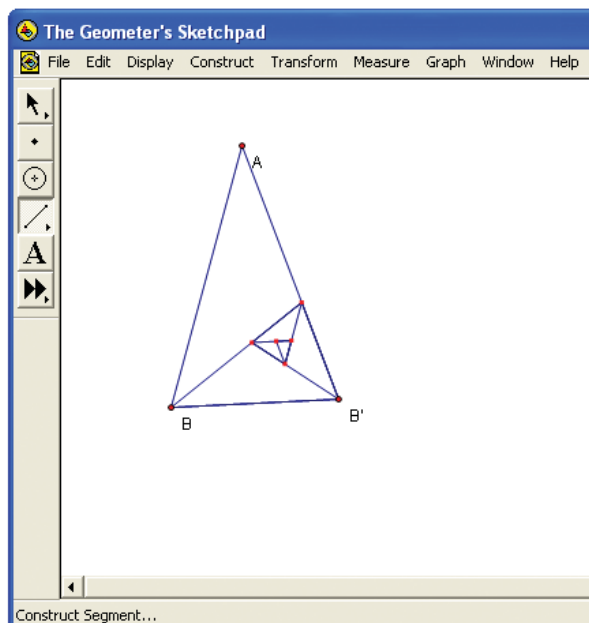 The Geometer's Sketchpad
File Edit Display Construct Transform Measure Graph Window Help
A
A
B
B'
Construct Segment...